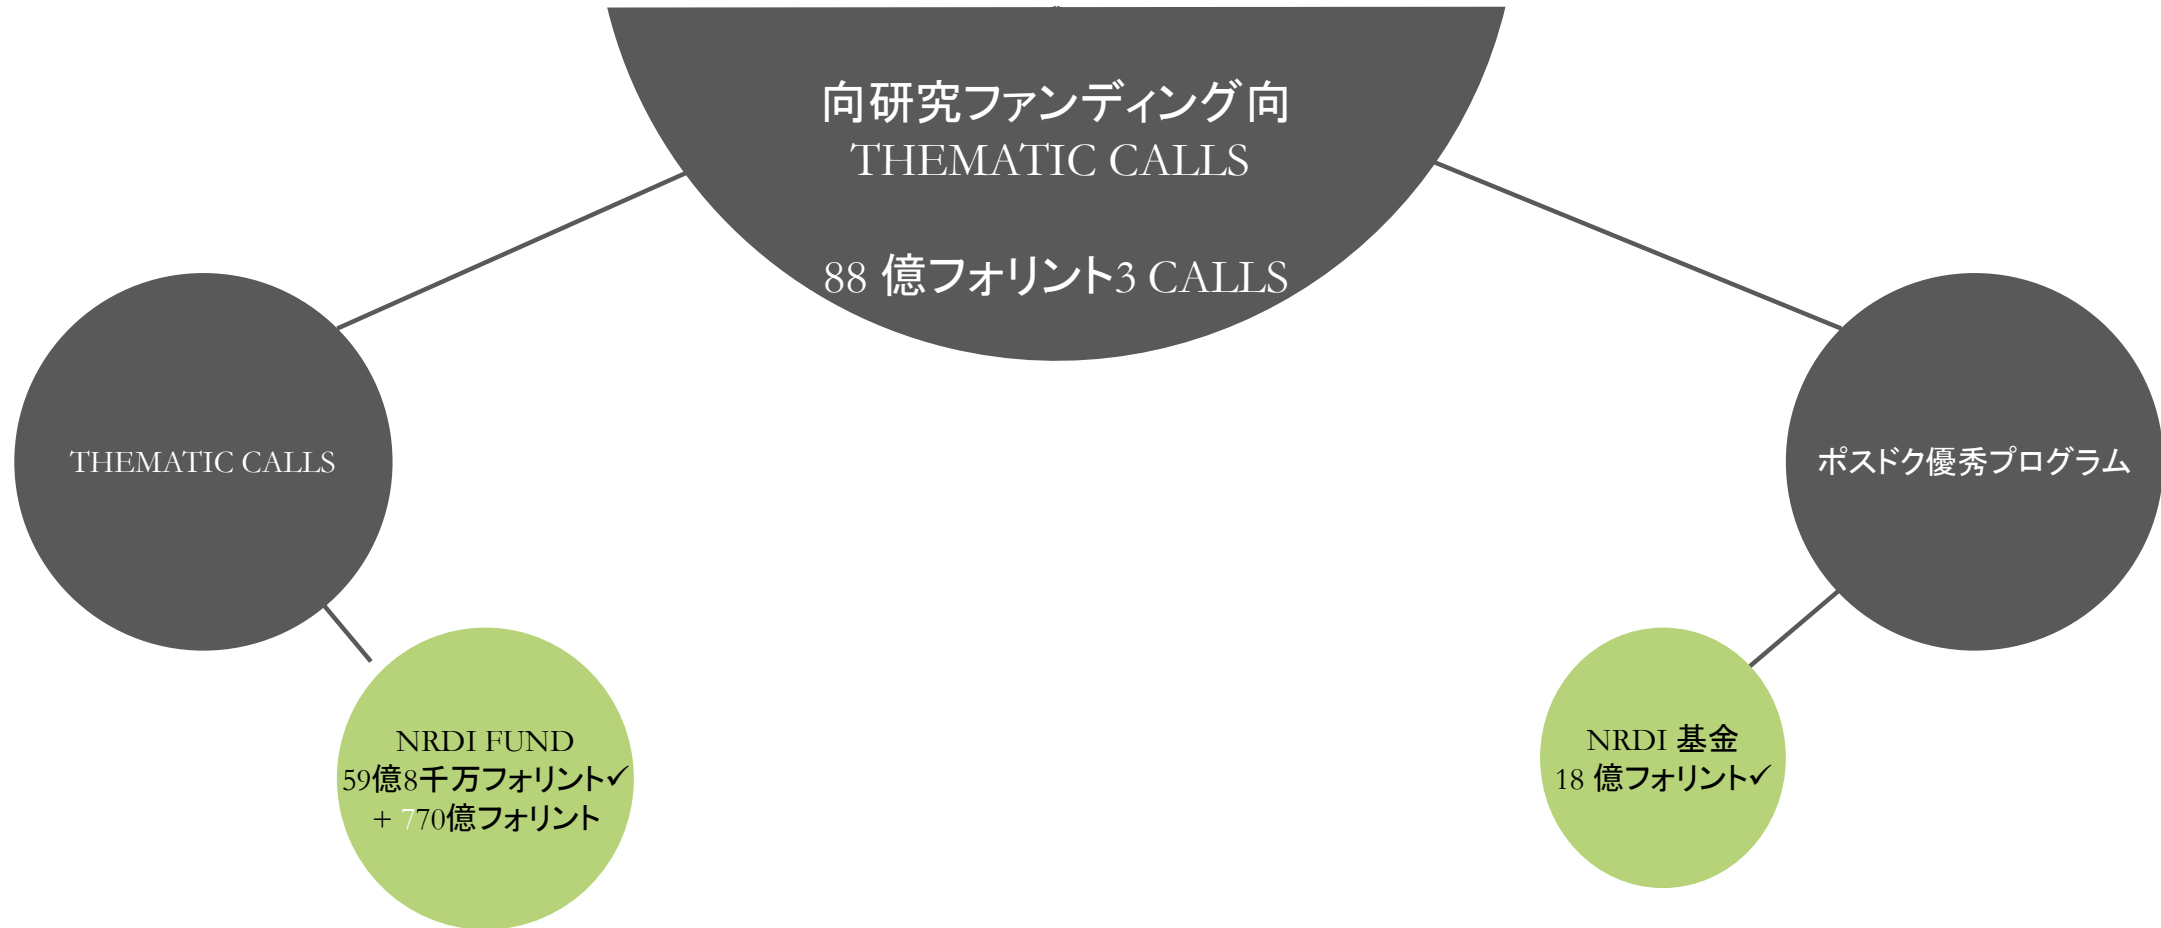 向研究ファンディング向
THEMATIC CALLS
88 億フォリント3 CALLS
THEMATIC CALLS
ポスドク優秀プログラム
NRDI FUND
59億8千万フォリント✓
+ 770億フォリント
NRDI 基金
18 億フォリント✓